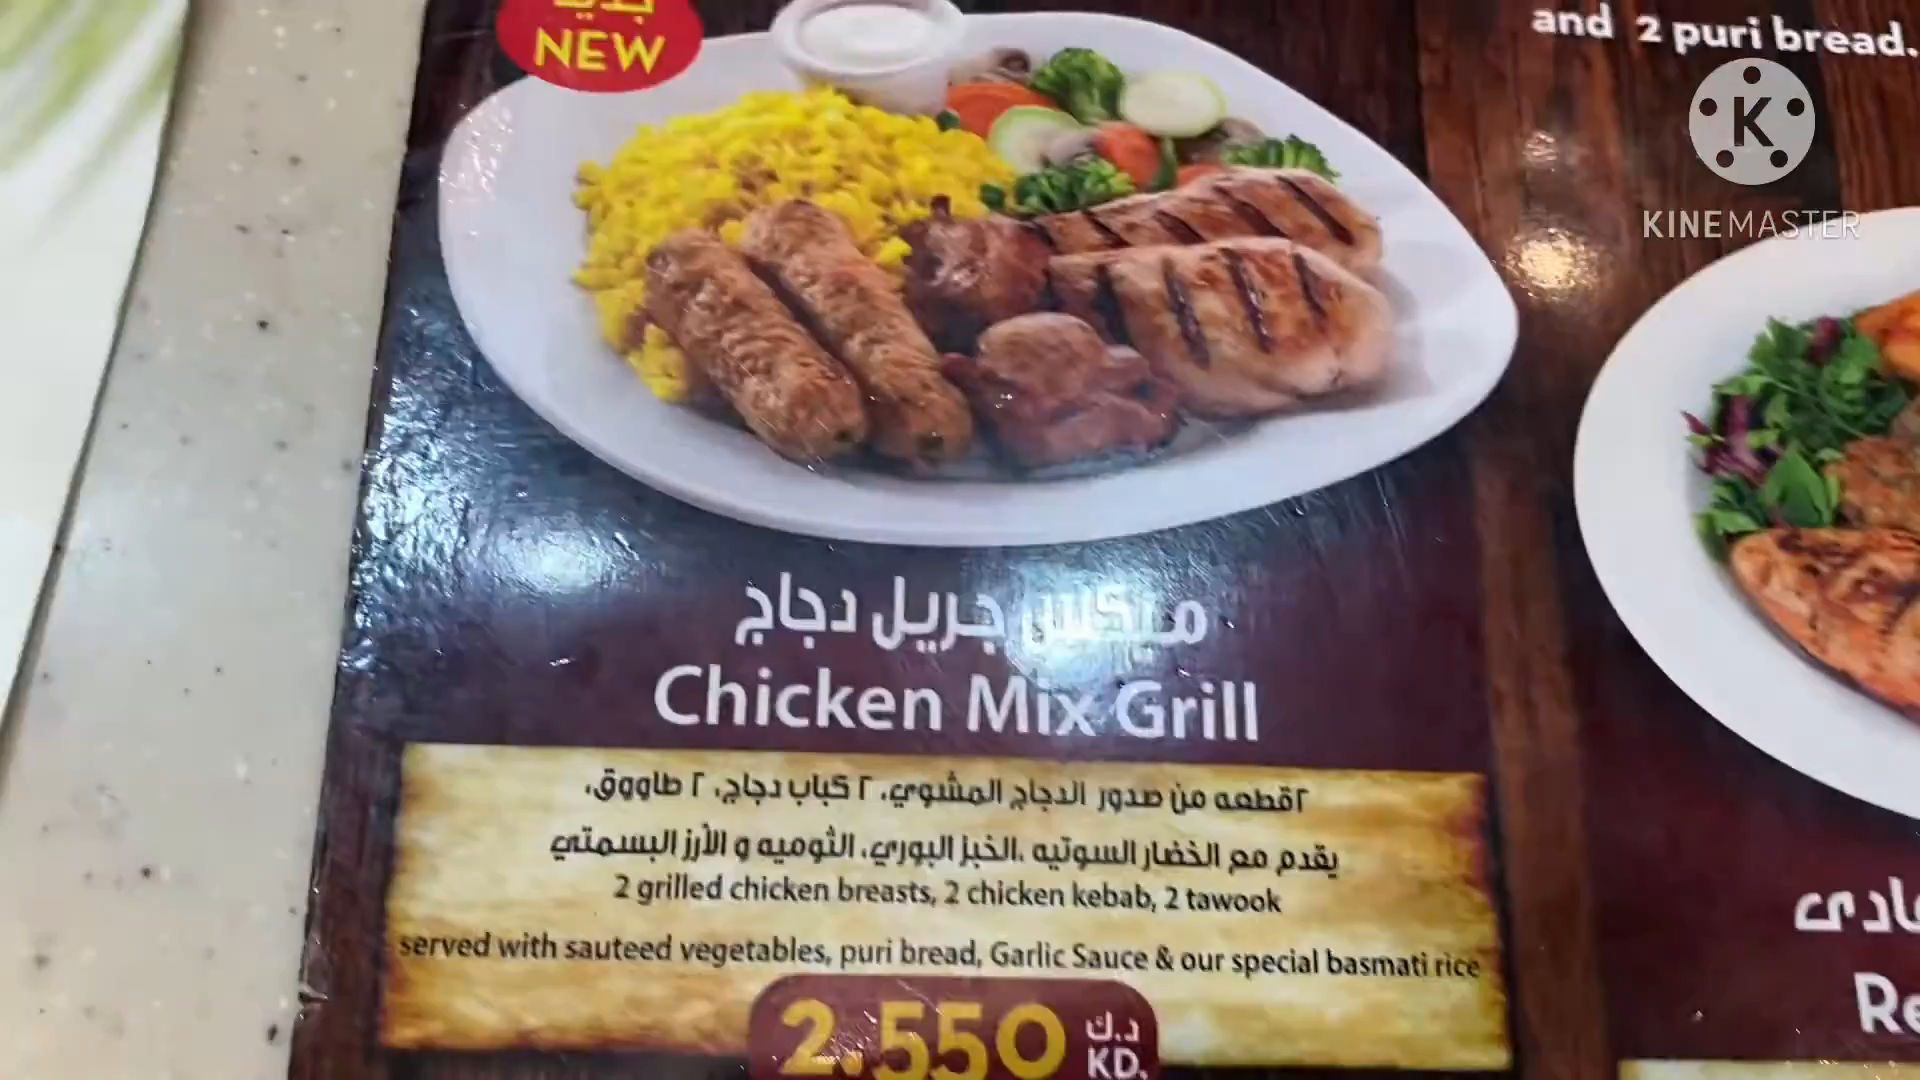 NEW
and 2 puri bread.
K
KINEMASTER
ميكس جريل دجاج
Chicken Mix Grill
٢قطعه من صدور الدجاج المشوي، ٢ كباب دجاج، ٢ طاووق،
يقدم مع الخضار السوتيه ،الخبز البوري، الثوميه و الأرز البسمتي
2 grilled chicken breasts, 2 chicken kebab, 2 tawook
served with sauteed vegetables, puri bread, Garlic Sauce & our special basmati rice
2.550 د.ك KD.